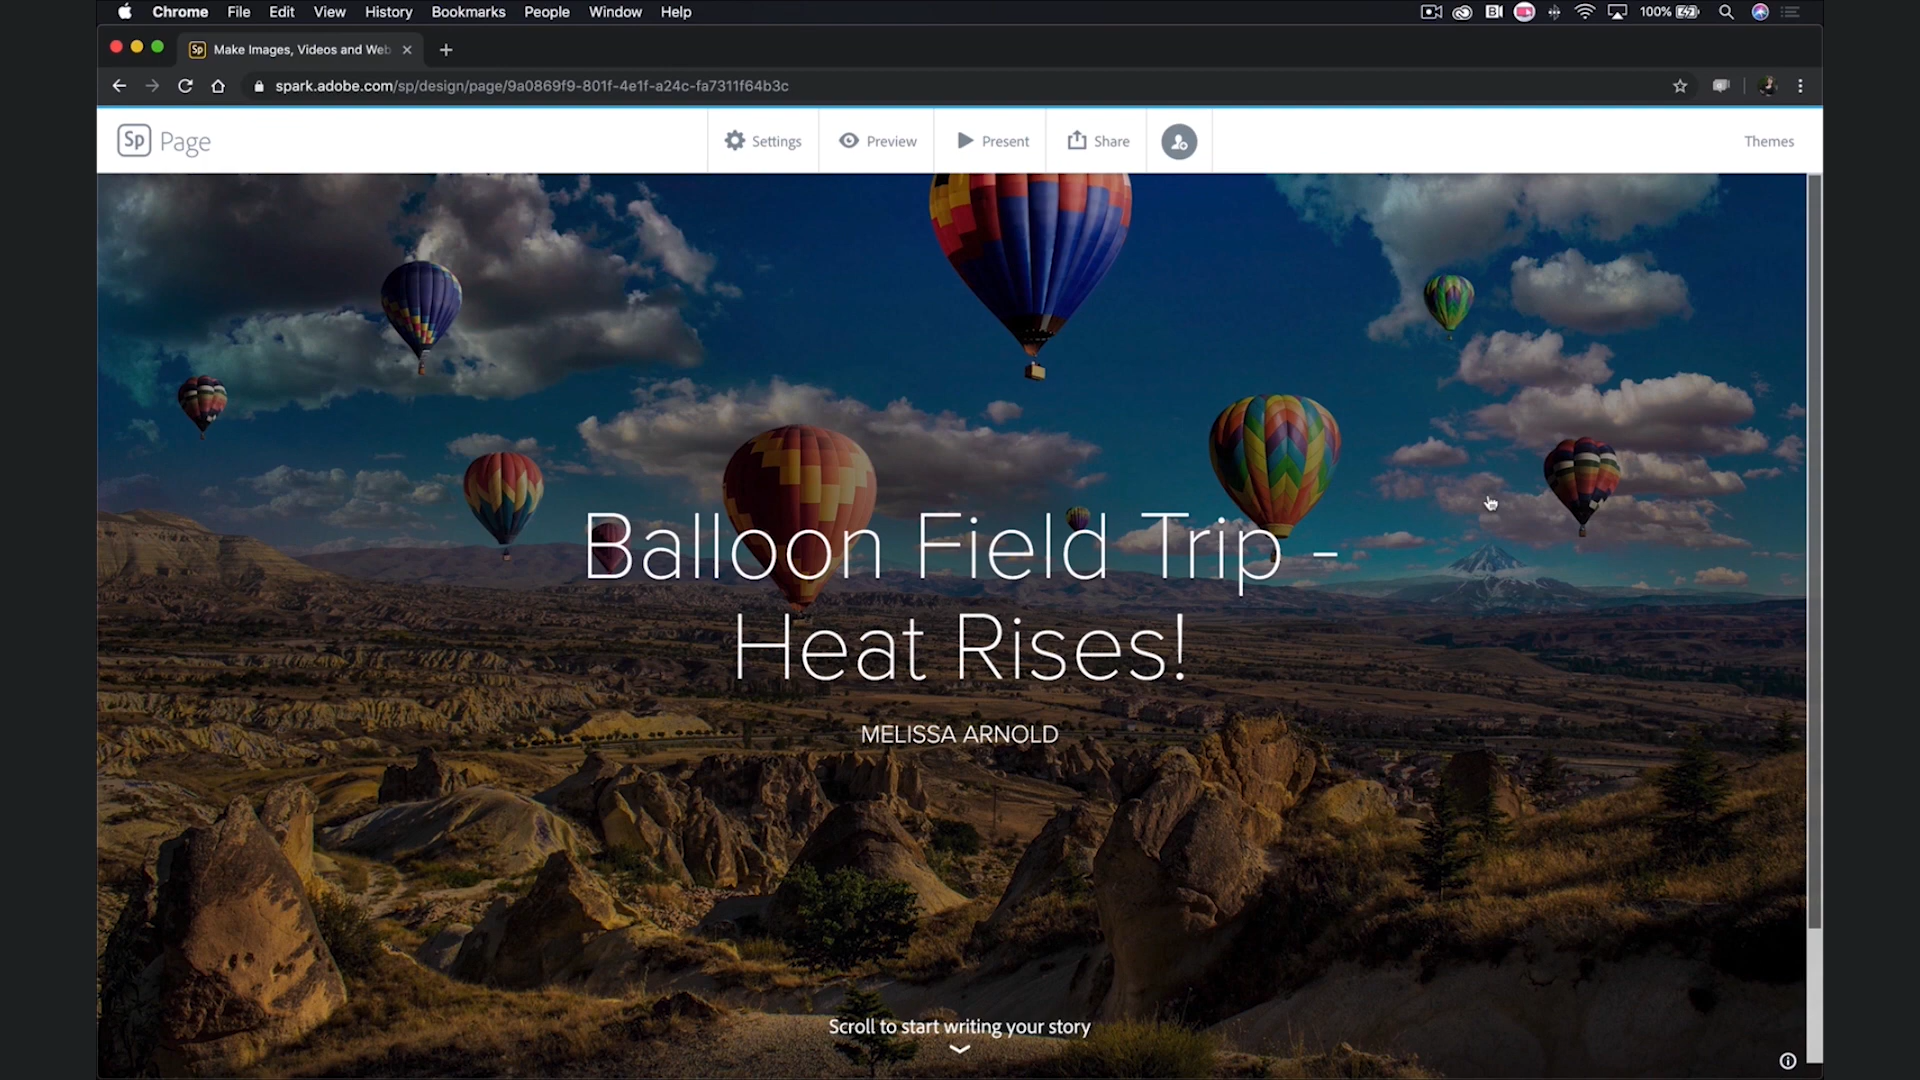 Chrome File Edit View History Bookmarks People Window Help 100%
Sp Make Images, Videos and Web
spark.adobe.com/sp/design/page/9a0869f9-801f-4e1f-a24c-fa7311f64b3c
Sp Page Settings Preview Present Share Themes
Balloon Field Trip -
Heat Rises!
MELISSA ARNOLD
Scroll to start writing your story